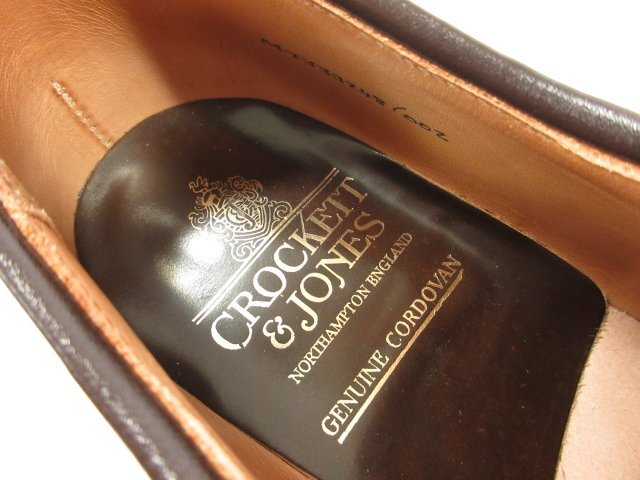 CROCKETT
& JONES
NORTHAMPTON ENGLAND
GENUINE CORDOVAN